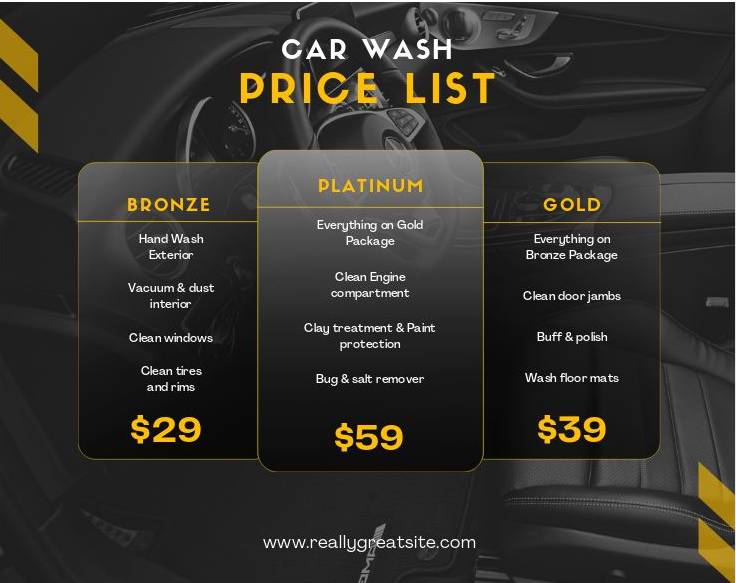 CAR WASH
PRICE LIST
BRONZE
Hand Wash
Exterior
Vacuum & dust
interior
Clean windows
Clean tires
and rims
$29
PLATINUM
Everything on Gold
Package
Clean Engine
compartment
Clay treatment & Paint
protection
Bug & salt remover
$59
GOLD
Everything on
Bronze Package
Clean door jambs
Buff & polish
Wash floor mats
$39
www.reallygreatsite.com